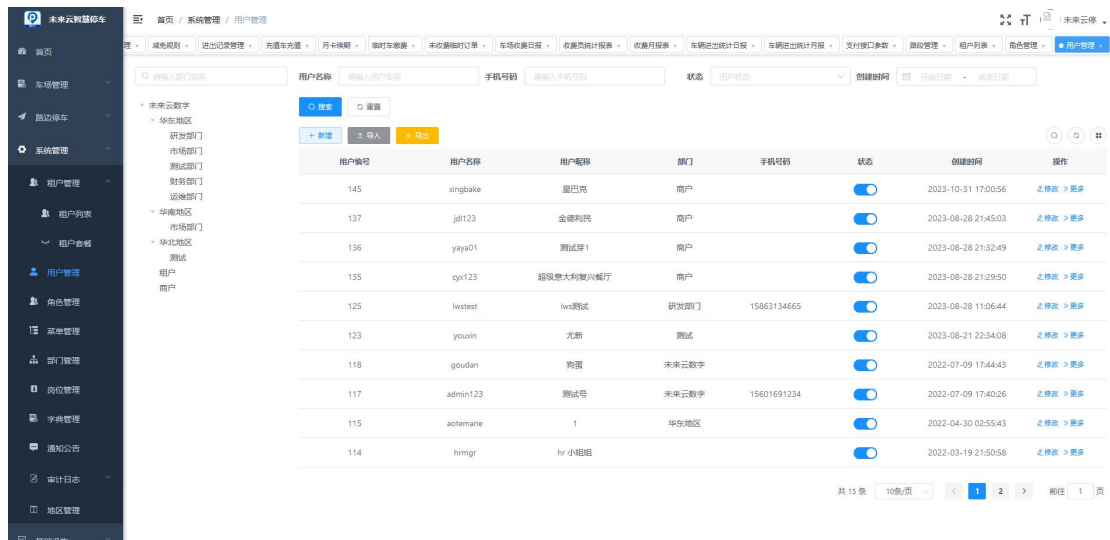 未来云智慧停车
首页 / 系统管理 / 用户管理
未来云停
理 × 减免规则 × 进出记录管理 × 充值车充值 × 月卡续期 × 临时车缴费 × 未收费临时订单 × 车场收费日报 × 收费员统计报表 × 收费月报表 × 车辆进出统计日报 × 车辆进出统计月报 × 支付接口参数 × 路段管理 × 租户列表 × 角色管理 × 用户管理 ×
首页
车场管理
路边停车
系统管理
租户管理
租户列表
租户套餐
用户管理
角色管理
菜单管理
部门管理
岗位管理
字典管理
通知公告
审计日志
地区管理
请输入部门名称
未来云数字
华东地区
研发部门
市场部门
测试部门
财务部门
运维部门
华南地区
市场部门
华北地区
测试
租户
商户
用户名称 请输入用户名称 手机号码 请输入手机号码 状态 用户状态 创建时间 开始日期 - 结束日期
搜索 重置
+ 新增 导入 导出
用户编号 用户名称 用户昵称 部门 手机号码 状态 创建时间 操作
145 xingbake 星巴克 商户 2023-10-31 17:00:56 修改 更多
137 jdl123 金德利民 商户 2023-08-28 21:45:03 修改 更多
136 yaya01 测试芽1 商户 2023-08-28 21:32:49 修改 更多
135 cyx123 超级意大利复兴餐厅 商户 2023-08-28 21:29:50 修改 更多
125 lwstest lws测试 研发部门 15863134665 2023-08-28 11:06:44 修改 更多
123 youxin 尤新 测试 2023-08-21 22:34:08 修改 更多
118 goudan 狗蛋 未来云数字 2022-07-09 17:44:43 修改 更多
117 admin123 测试号 未来云数字 15601691234 2022-07-09 17:40:26 修改 更多
115 aotemane 1 华东地区 2022-04-30 02:55:43 修改 更多
114 hrmgr hr 小姐姐 2022-03-19 21:50:58 修改 更多
共 15 条 10条/页 < 1 2 > 前往 1 页